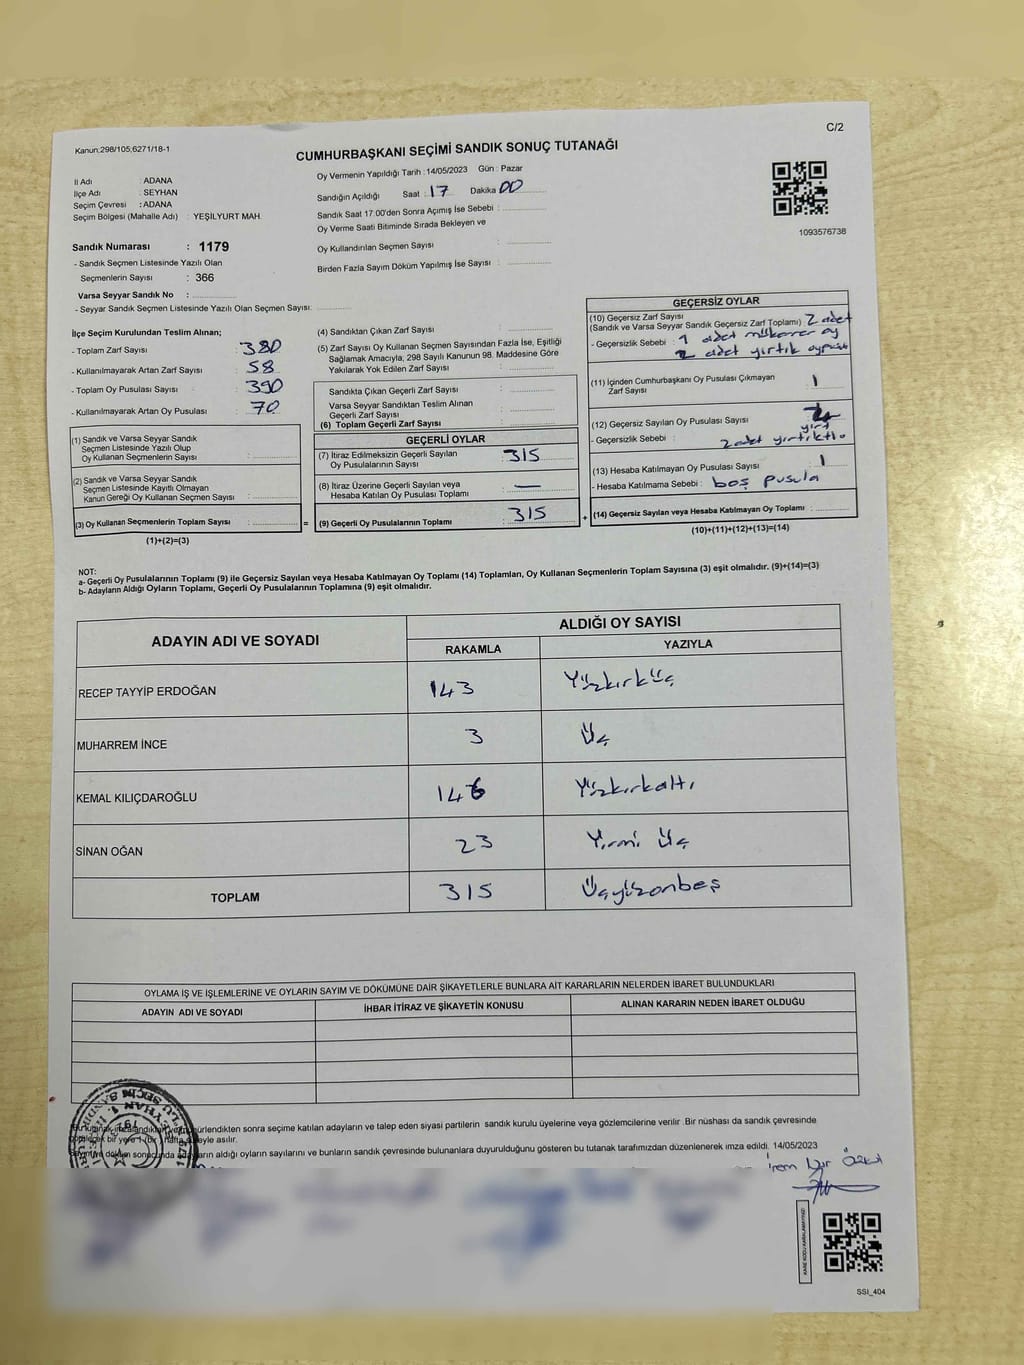 C/2
Kanun;298/105;6271/18-1
CUMHURBAŞKANI SEÇİMİ SANDIK SONUÇ TUTANAĞI
İl Adı : ADANA
İlçe Adı : SEYHAN
Seçim Çevresi : ADANA
Seçim Bölgesi (Mahalle Adı) : YEŞİLYURT MAH.
Oy Vermenin Yapıldığı Tarih : 14/05/2023 Gün : Pazar
Sandığın Açıldığı Saat : 17 Dakika 00
Sandık Saat 17:00'den Sonra Açımış İse Sebebi :
Oy Verme Saati Bitiminde Sırada Bekleyen ve
Oy Kullandırılan Seçmen Sayısı :
Birden Fazla Sayım Döküm Yapılmış İse Sayısı :
1093576738
Sandık Numarası : 1179
- Sandık Seçmen Listesinde Yazılı Olan
Seçmenlerin Sayısı : 366
Varsa Seyyar Sandık No :
- Seyyar Sandık Seçmen Listesinde Yazılı Olan Seçmen Sayısı:
İlçe Seçim Kurulundan Teslim Alınan;
- Toplam Zarf Sayısı : 380
- Kullanılmayarak Artan Zarf Sayısı : 58
- Toplam Oy Pusulası Sayısı : 390
- Kullanılmayarak Artan Oy Pusulası : 70
(1) Sandık ve Varsa Seyyar Sandık
Seçmen Listesinde Yazılı Olup
Oy Kullanan Seçmenlerin Sayısı :
(2) Sandık ve Varsa Seyyar Sandık
Seçmen Listesinde Kayıtlı Olmayan
Kanun Gereği Oy Kullanan Seçmen Sayısı :
(3) Oy Kullanan Seçmenlerin Toplam Sayısı : =
(1)+(2)=(3)
(4) Sandıktan Çıkan Zarf Sayısı :
(5) Zarf Sayısı Oy Kullanan Seçmen Sayısından Fazla İse, Eşitliği
Sağlamak Amacıyla, 298 Sayılı Kanunun 98. Maddesine Göre
Yakılarak Yok Edilen Zarf Sayısı :
Sandıkta Çıkan Geçerli Zarf Sayısı :
Varsa Seyyar Sandıktan Teslim Alınan
Geçerli Zarf Sayısı :
(6) Toplam Geçerli Zarf Sayısı :
GEÇERLİ OYLAR
(7) İtiraz Edilmeksizin Geçerli Sayılan
Oy Pusulalarının Sayısı : 315
(8) İtiraz Üzerine Geçerli Sayılan veya
Hesaba Katılan Oy Pusulası Toplamı : —
(9) Geçerli Oy Pusulalarının Toplamı : 315 +
GEÇERSİZ OYLAR
(10) Geçersiz Zarf Sayısı 2 adet
(Sandık ve Varsa Seyyar Sandık Geçersiz Zarf Toplamı) :
- Geçersizlik Sebebi : 1 adet mükerrer oy
2 adet yırtık
(11) İçinden Cumhurbaşkanı Oy Pusulası Çıkmayan
Zarf Sayısı : 1
(12) Geçersiz Sayılan Oy Pusulası Sayısı :
- Geçersizlik Sebebi : 2 adet
(13) Hesaba Katılmayan Oy Pusulası Sayısı : 1
- Hesaba Katılmama Sebebi : boş pusula
(14) Geçersiz Sayılan veya Hesaba Katılmayan Oy Toplamı :
(10)+(11)+(12)+(13)=(14)
NOT:
a- Geçerli Oy Pusulalarının Toplamı (9) ile Geçersiz Sayılan veya Hesaba Katılmayan Oy Toplamı (14) Toplamları, Oy Kullanan Seçmenlerin Toplam Sayısına (3) eşit olmalıdır. (9)+(14)=(3)
b- Adayların Aldığı Oyların Toplamı, Geçerli Oy Pusulalarının Toplamına (9) eşit olmalıdır.
ADAYIN ADI VE SOYADI ALDIĞI OY SAYISI
RAKAMLA YAZIYLA
RECEP TAYYİP ERDOĞAN 143 Yüzkırküç
MUHARREM İNCE 3 Üç
KEMAL KILIÇDAROĞLU 146 Yüzkırkaltı
SİNAN OĞAN 23 Yirmi Üç
TOPLAM 315 Üçyüzonbeş
OYLAMA İŞ VE İŞLEMLERİNE VE OYLARIN SAYIM VE DÖKÜMÜNE DAİR ŞİKAYETLERLE BUNLARA AİT KARARLARIN NELERDEN İBARET BULUNDUKLARI
ADAYIN ADI VE SOYADI İHBAR İTİRAZ VE ŞİKAYETİN KONUSU ALINAN KARARIN NEDEN İBARET OLDUĞU
sonra seçime katılan adayların ve talep eden siyasi partilerin sandık kurulu üyelerine veya gözlemcilerine verilir. Bir nüshası da sandık çevresinde
asılır.
aldığı oyların sayılarını ve bunların sandık çevresinde bulunanlara duyurulduğunu gösteren bu tutanak tarafımızdan düzenlenerek imza edildi. 14/05/2023
KARE KODU KARALAMAYINIZ!
SSI_404